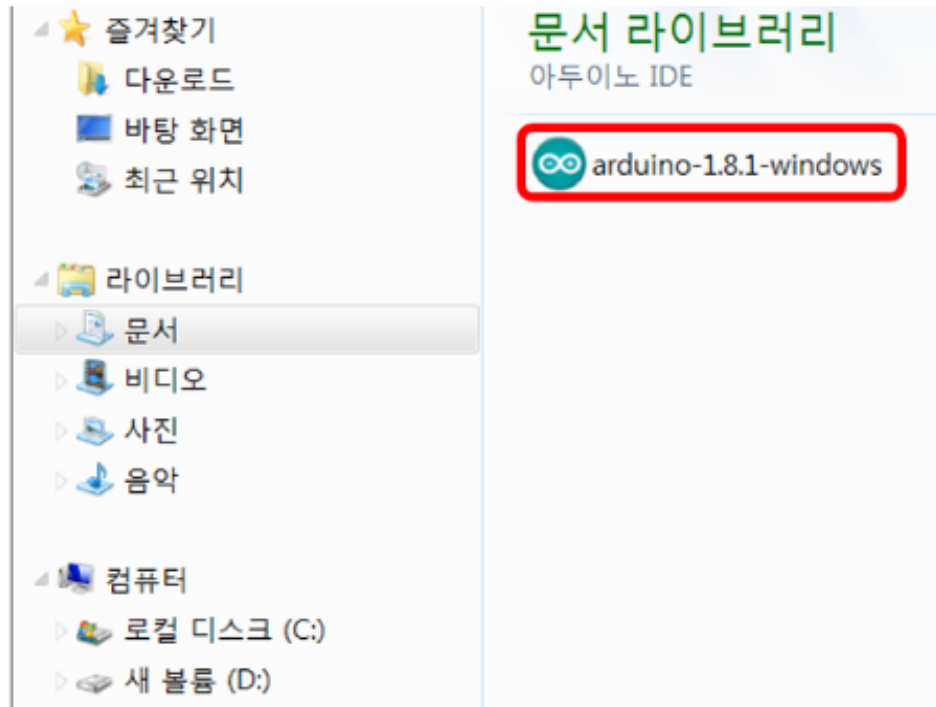 즐겨찾기
다운로드
바탕 화면
최근 위치
라이브러리
문서
비디오
사진
음악
컴퓨터
로컬 디스크 (C:)
새 볼륨 (D:)
문서 라이브러리
아두이노 IDE
arduino-1.8.1-windows